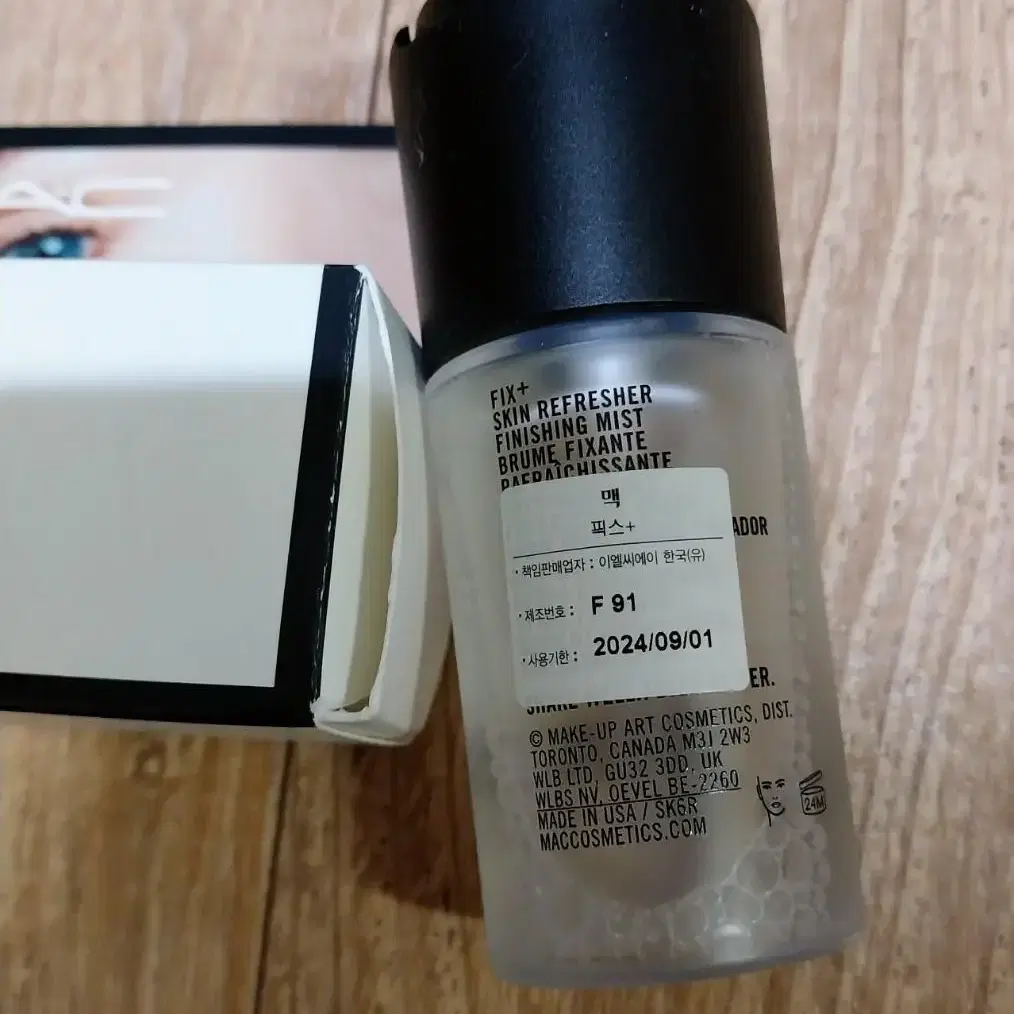 AC
FIX+
SKIN REFRESHER
FINISHING MIST
BRUME FIXANTE
RAFRAÎCHISSANTE
맥
픽스+
ADOR
· 책임판매업자 : 이엘씨에이 한국(유)
· 제조번호 : F 91
· 사용기한 : 2024/09/01
ER.
© MAKE-UP ART COSMETICS, DIST.
TORONTO, CANADA M3J 2W3
WLB LTD, GU32 3DD, UK
WLBS NV, OEVEL BE-2260
MADE IN USA / SK6R
MACCOSMETICS.COM
24M